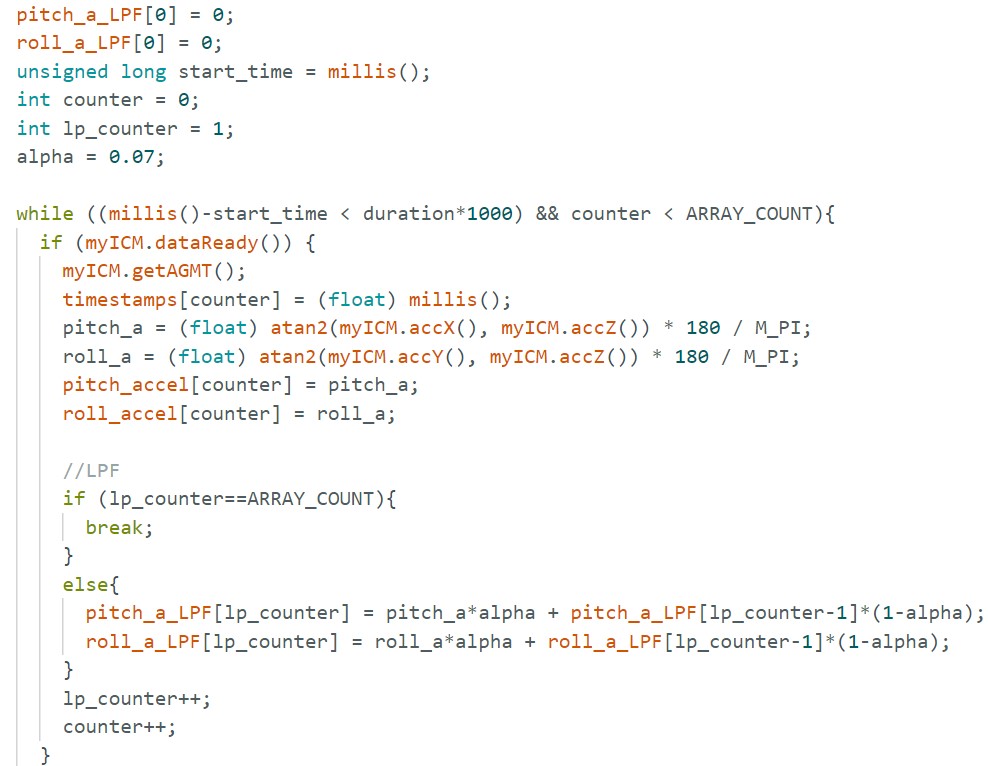 pitch_a_LPF[0] = 0;
roll_a_LPF[0] = 0;
unsigned long start_time = millis();
int counter = 0;
int lp_counter = 1;
alpha = 0.07;
while ((millis()-start_time < duration*1000) && counter < ARRAY_COUNT){
if (myICM.dataReady()) {
myICM.getAGMT();
timestamps[counter] = (float) millis();
pitch_a = (float) atan2(myICM.accX(), myICM.accZ()) * 180 / M_PI;
roll_a = (float) atan2(myICM.accY(), myICM.accZ()) * 180 / M_PI;
pitch_accel[counter] = pitch_a;
roll_accel[counter] = roll_a;
//LPF
if (lp_counter==ARRAY_COUNT){
break;
}
else{
pitch_a_LPF[lp_counter] = pitch_a*alpha + pitch_a_LPF[lp_counter-1]*(1-alpha);
roll_a_LPF[lp_counter] = roll_a*alpha + roll_a_LPF[lp_counter-1]*(1-alpha);
}
lp_counter++;
counter++;
}